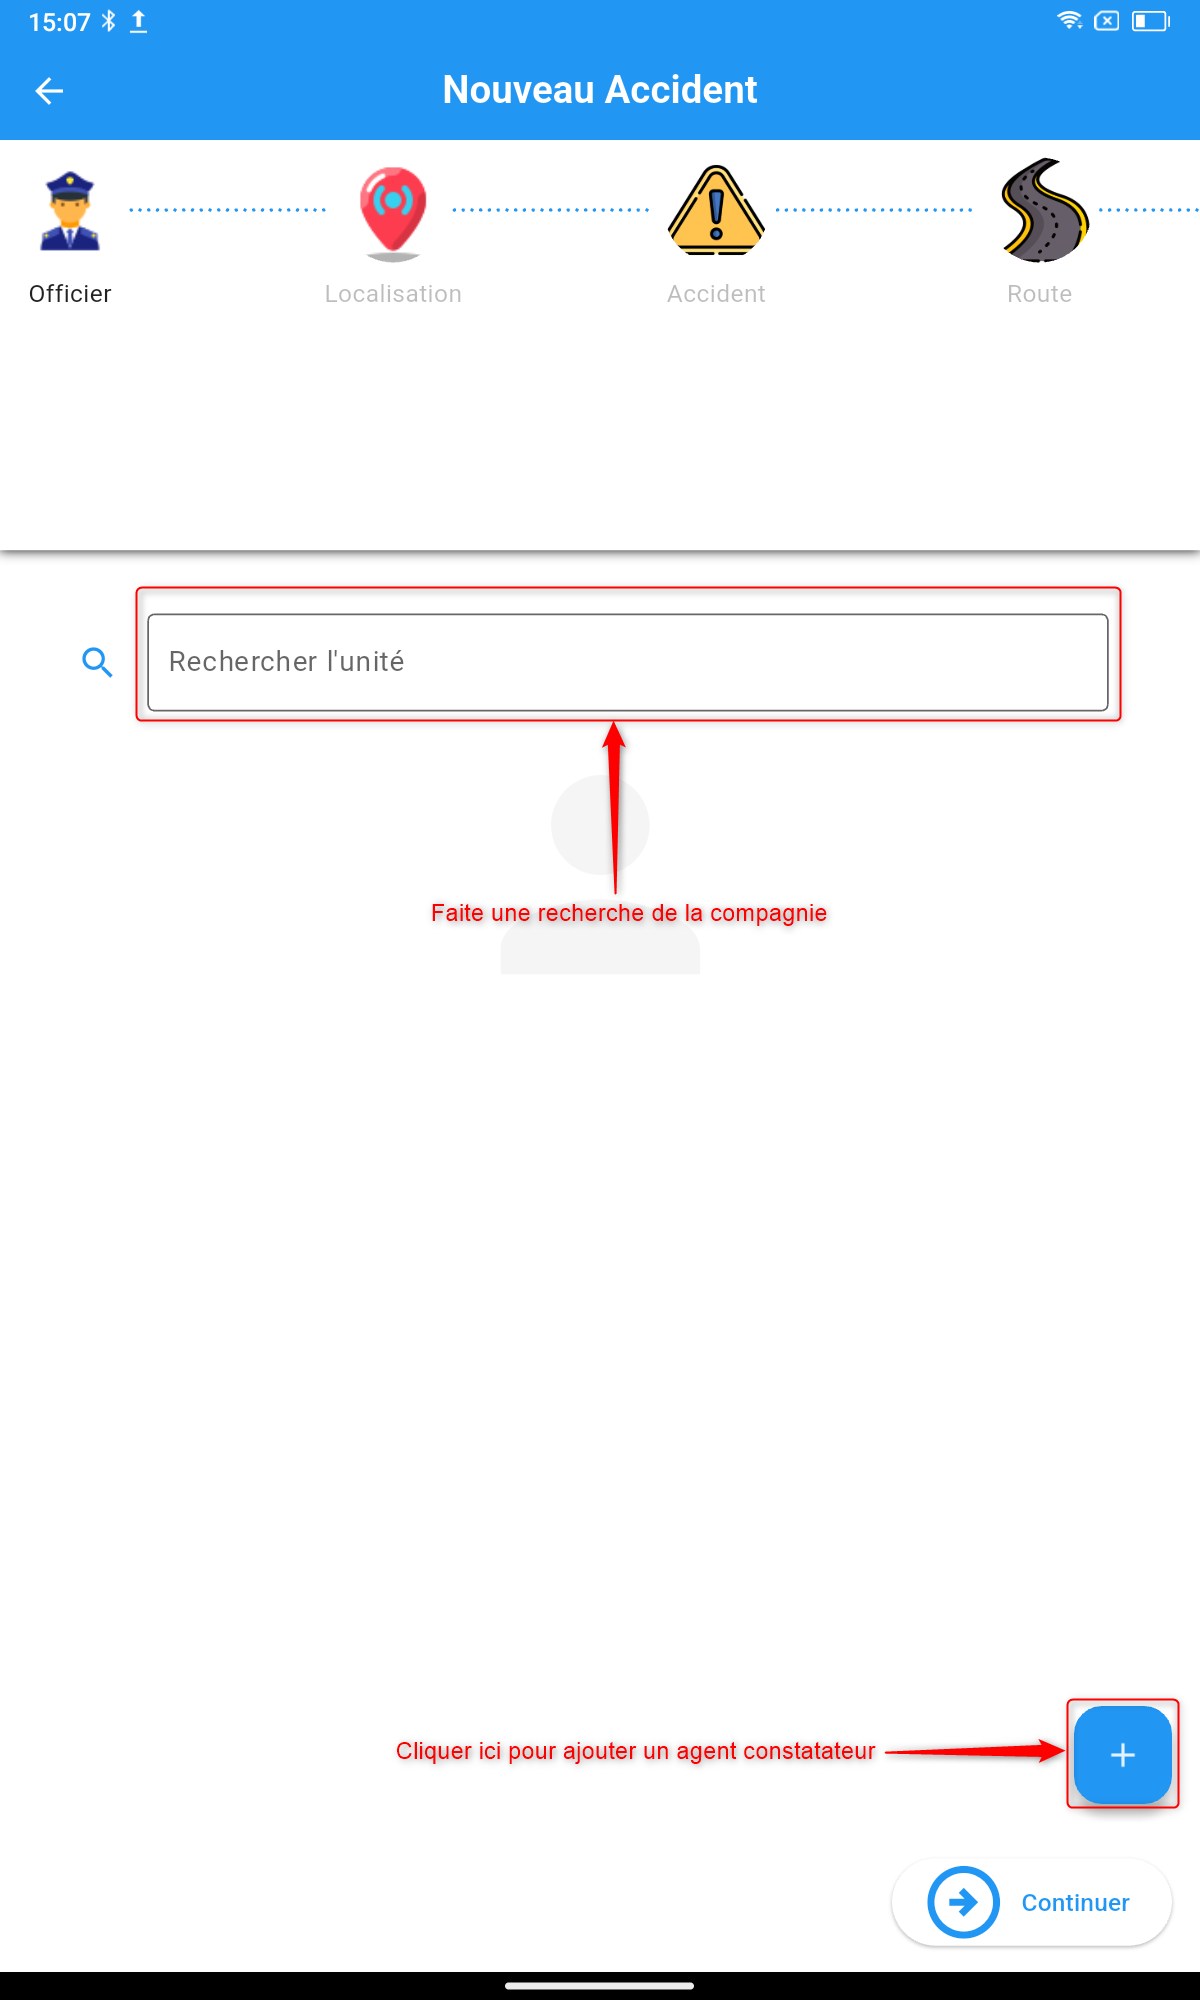 15:07
Nouveau Accident
Officier
Localisation
Accident
Route
Rechercher l'unité
Faite une recherche de la compagnie
Cliquer ici pour ajouter un agent constatateur
Continuer